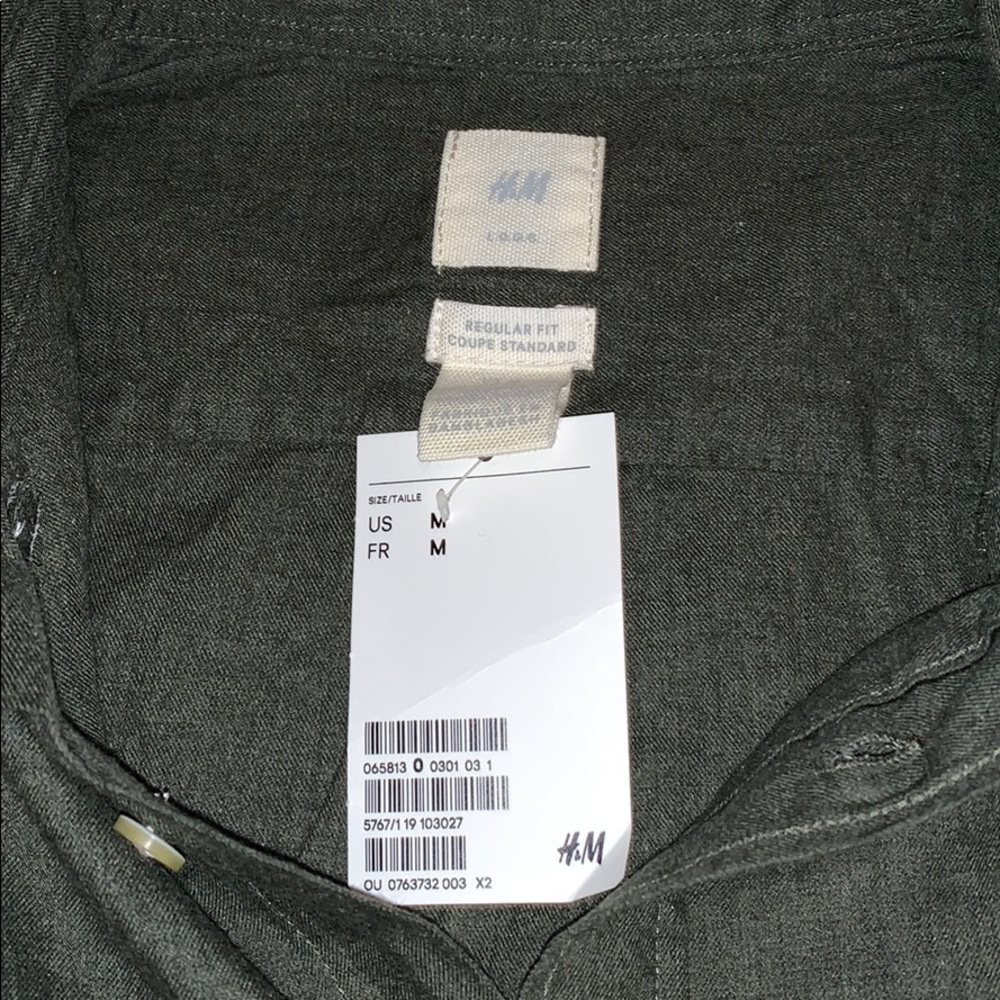 H&M
L.O.G.G.
REGULAR FIT
COUPE STANDARD
BANGLADESH
SIZE/TAILLE
US M
FR M
065813 0 0301 03 1
5767/1 19 103027
OU 0763732 003 X2
H&M